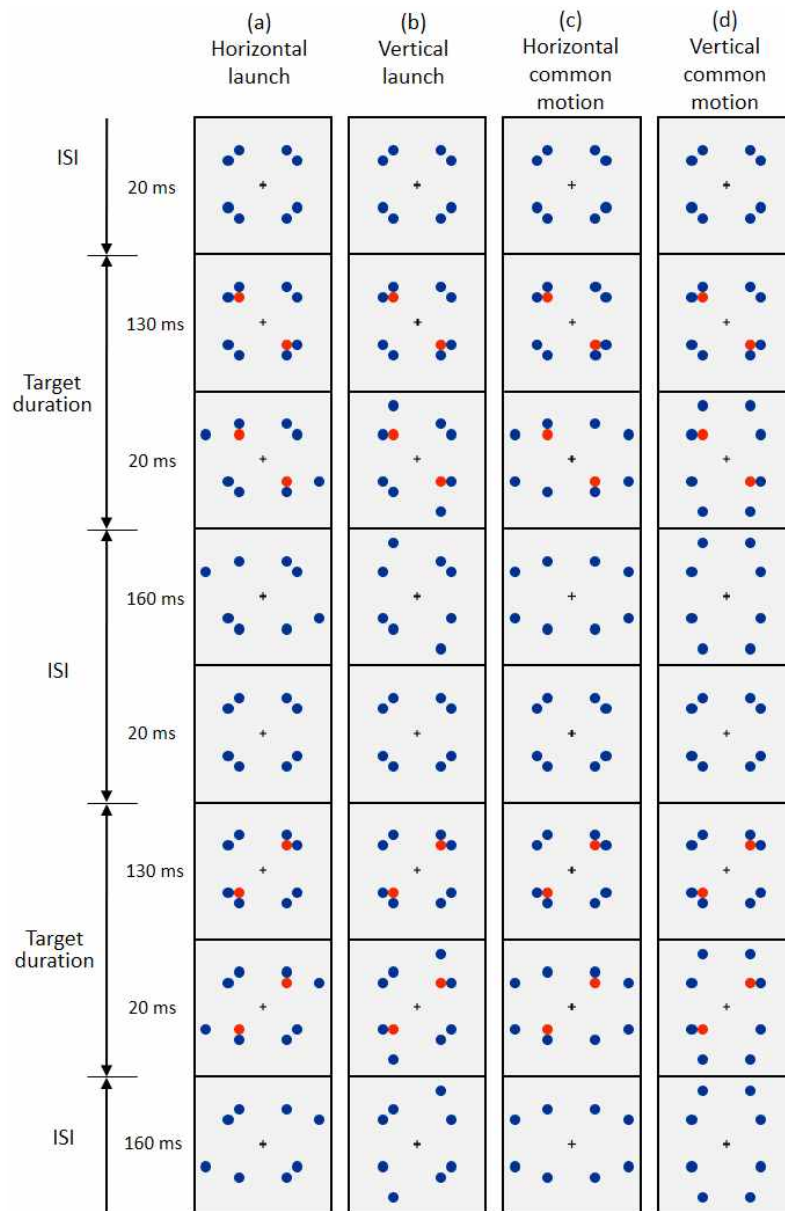 (a)
Horizontal
launch
(b)
Vertical
launch
(c)
Horizontal
common
motion
(d)
Vertical
common
motion
ISI
20 ms
130 ms
Target
duration
20 ms
160 ms
ISI
20 ms
130 ms
Target
duration
20 ms
ISI
160 ms